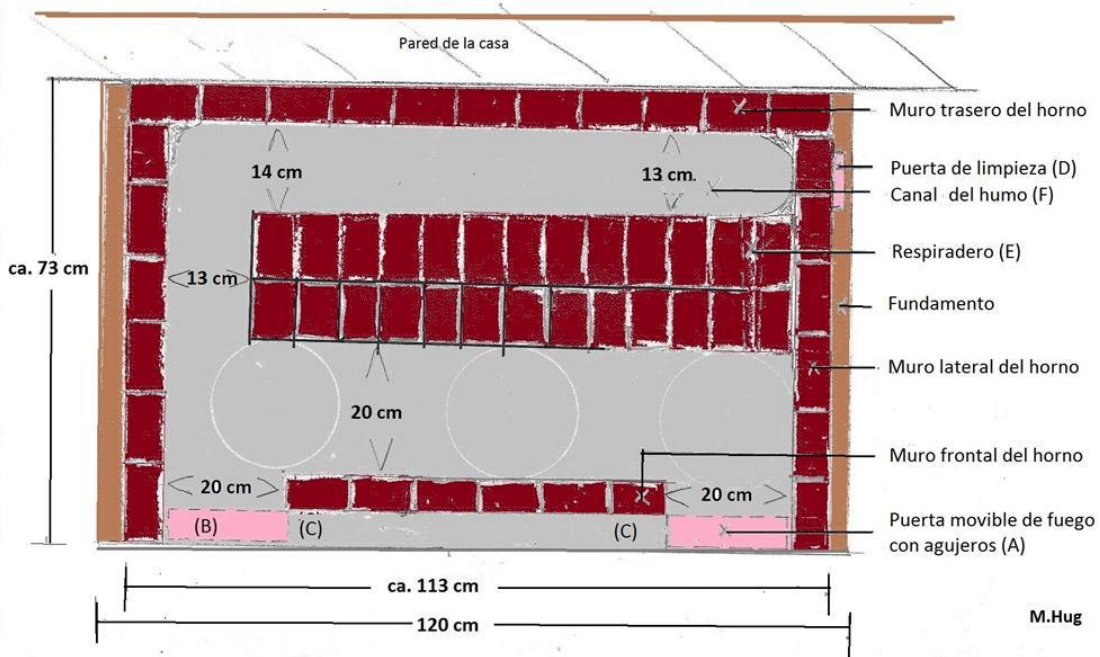 Pared de la casa
Muro trasero del horno
14 cm
13 cm.
Puerta de limpieza (D)
Canal del humo (F)
Respiradero (E)
ca. 73 cm
13 cm
Fundamento
Muro lateral del horno
20 cm
Muro frontal del horno
20 cm
20 cm
(B)
(C)
(C)
Puerta movible de fuego
con agujeros (A)
ca. 113 cm
120 cm
M.Hug